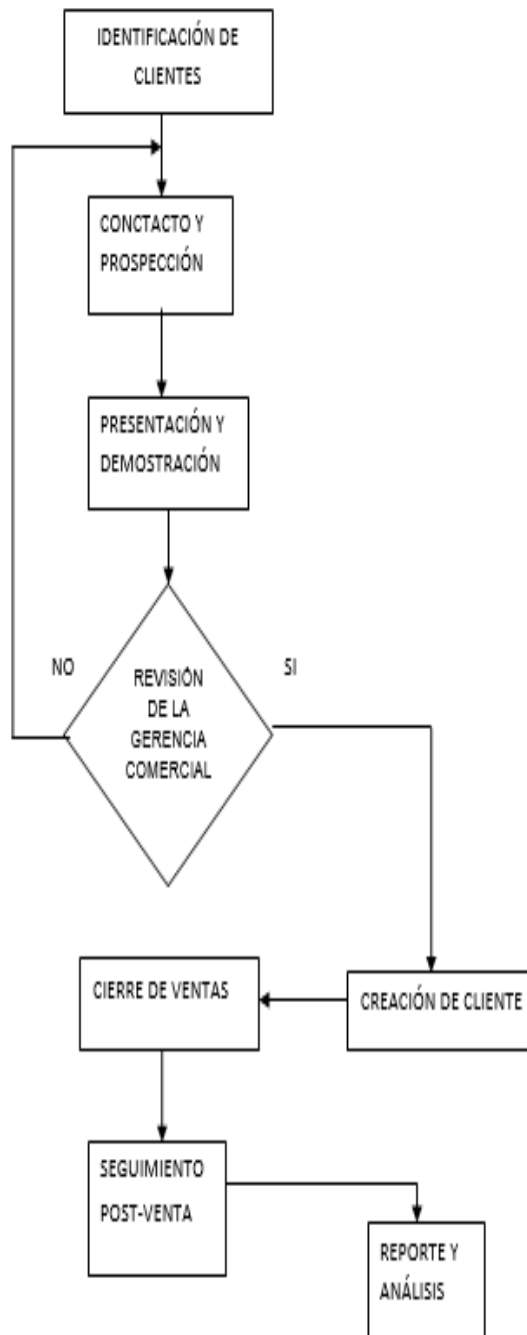 IDENTIFICACIÓN DE
CLIENTES
CONCTACTO Y
PROSPECCIÓN
PRESENTACIÓN Y
DEMOSTRACIÓN
NO
SI
REVISIÓN
DE LA
GERENCIA
COMERCIAL
CIERRE DE VENTAS
CREACIÓN DE CLIENTE
SEGUIMIENTO
POST-VENTA
REPORTE Y
ANÁLISIS